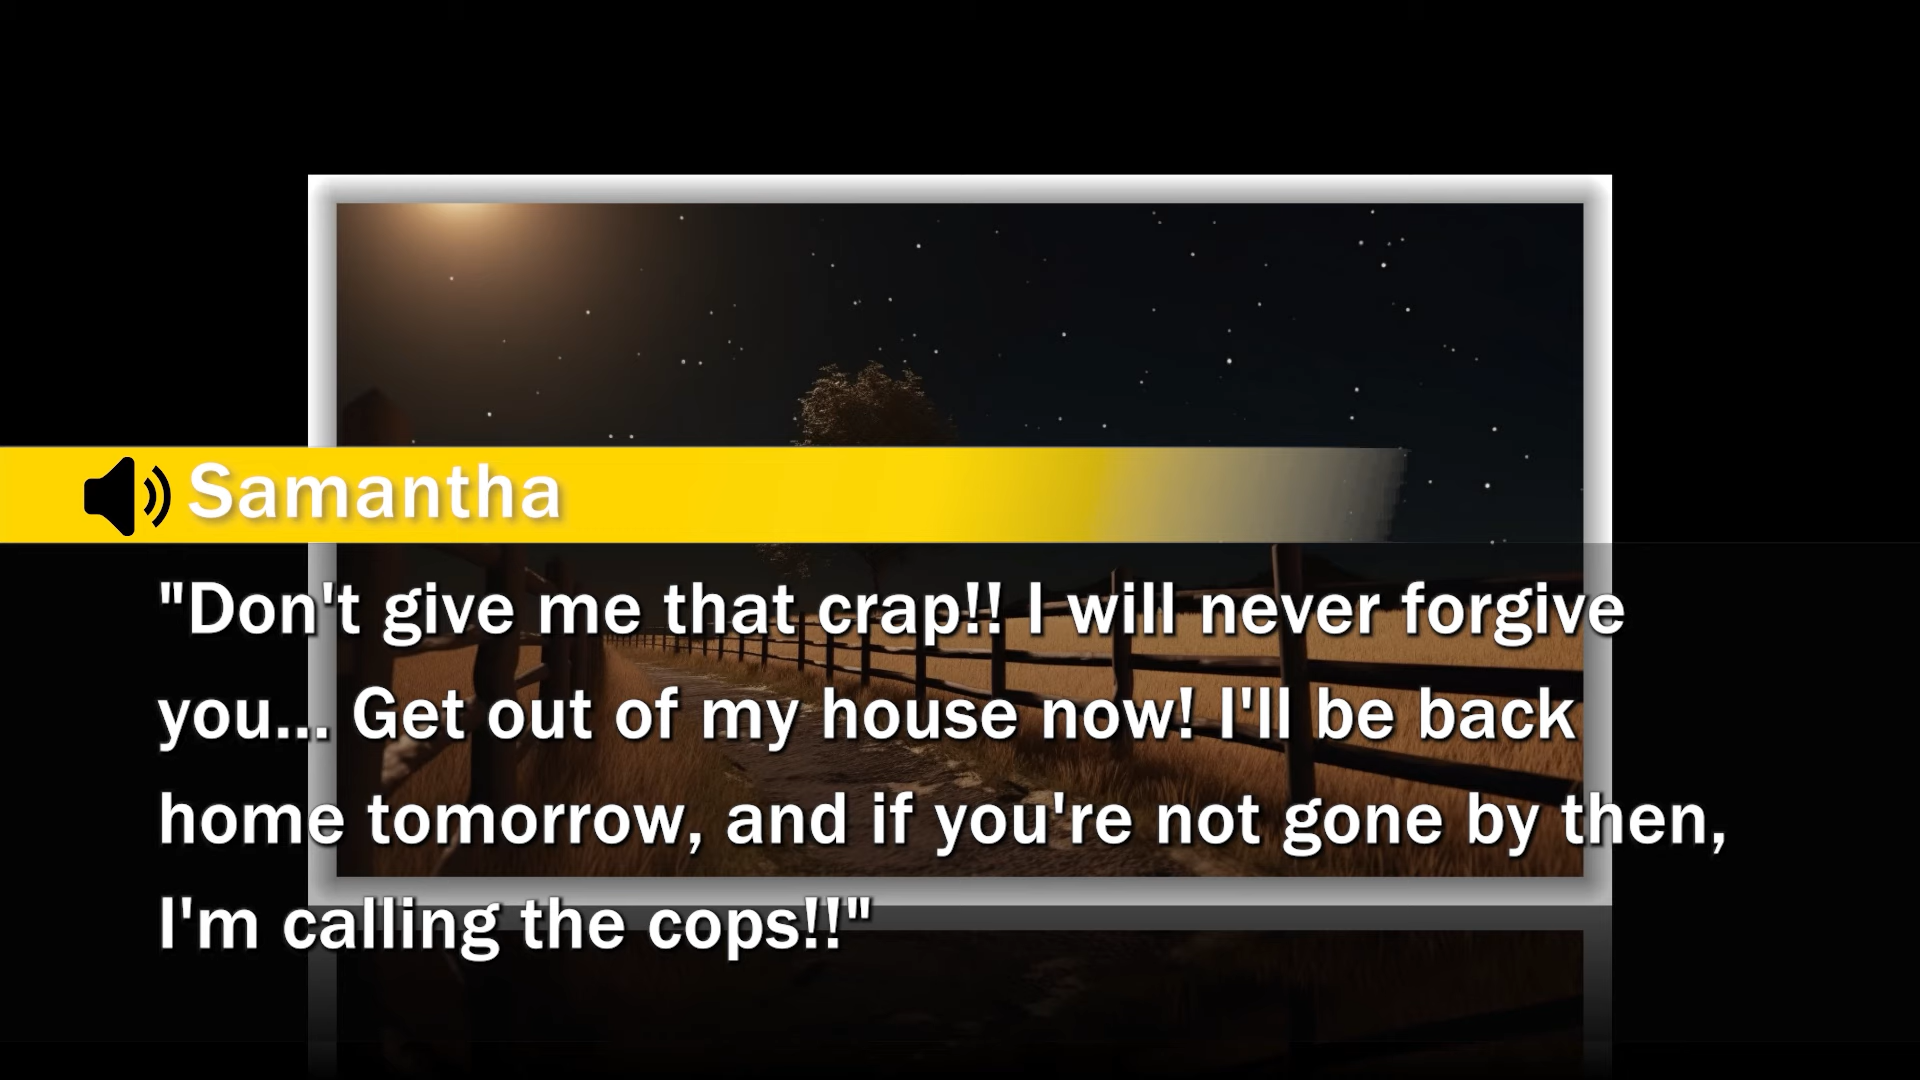 Samantha
"Don't give me that crap!! I will never forgive
you... Get out of my house now! I'll be back
home tomorrow, and if you're not gone by then,
I'm calling the cops!!"